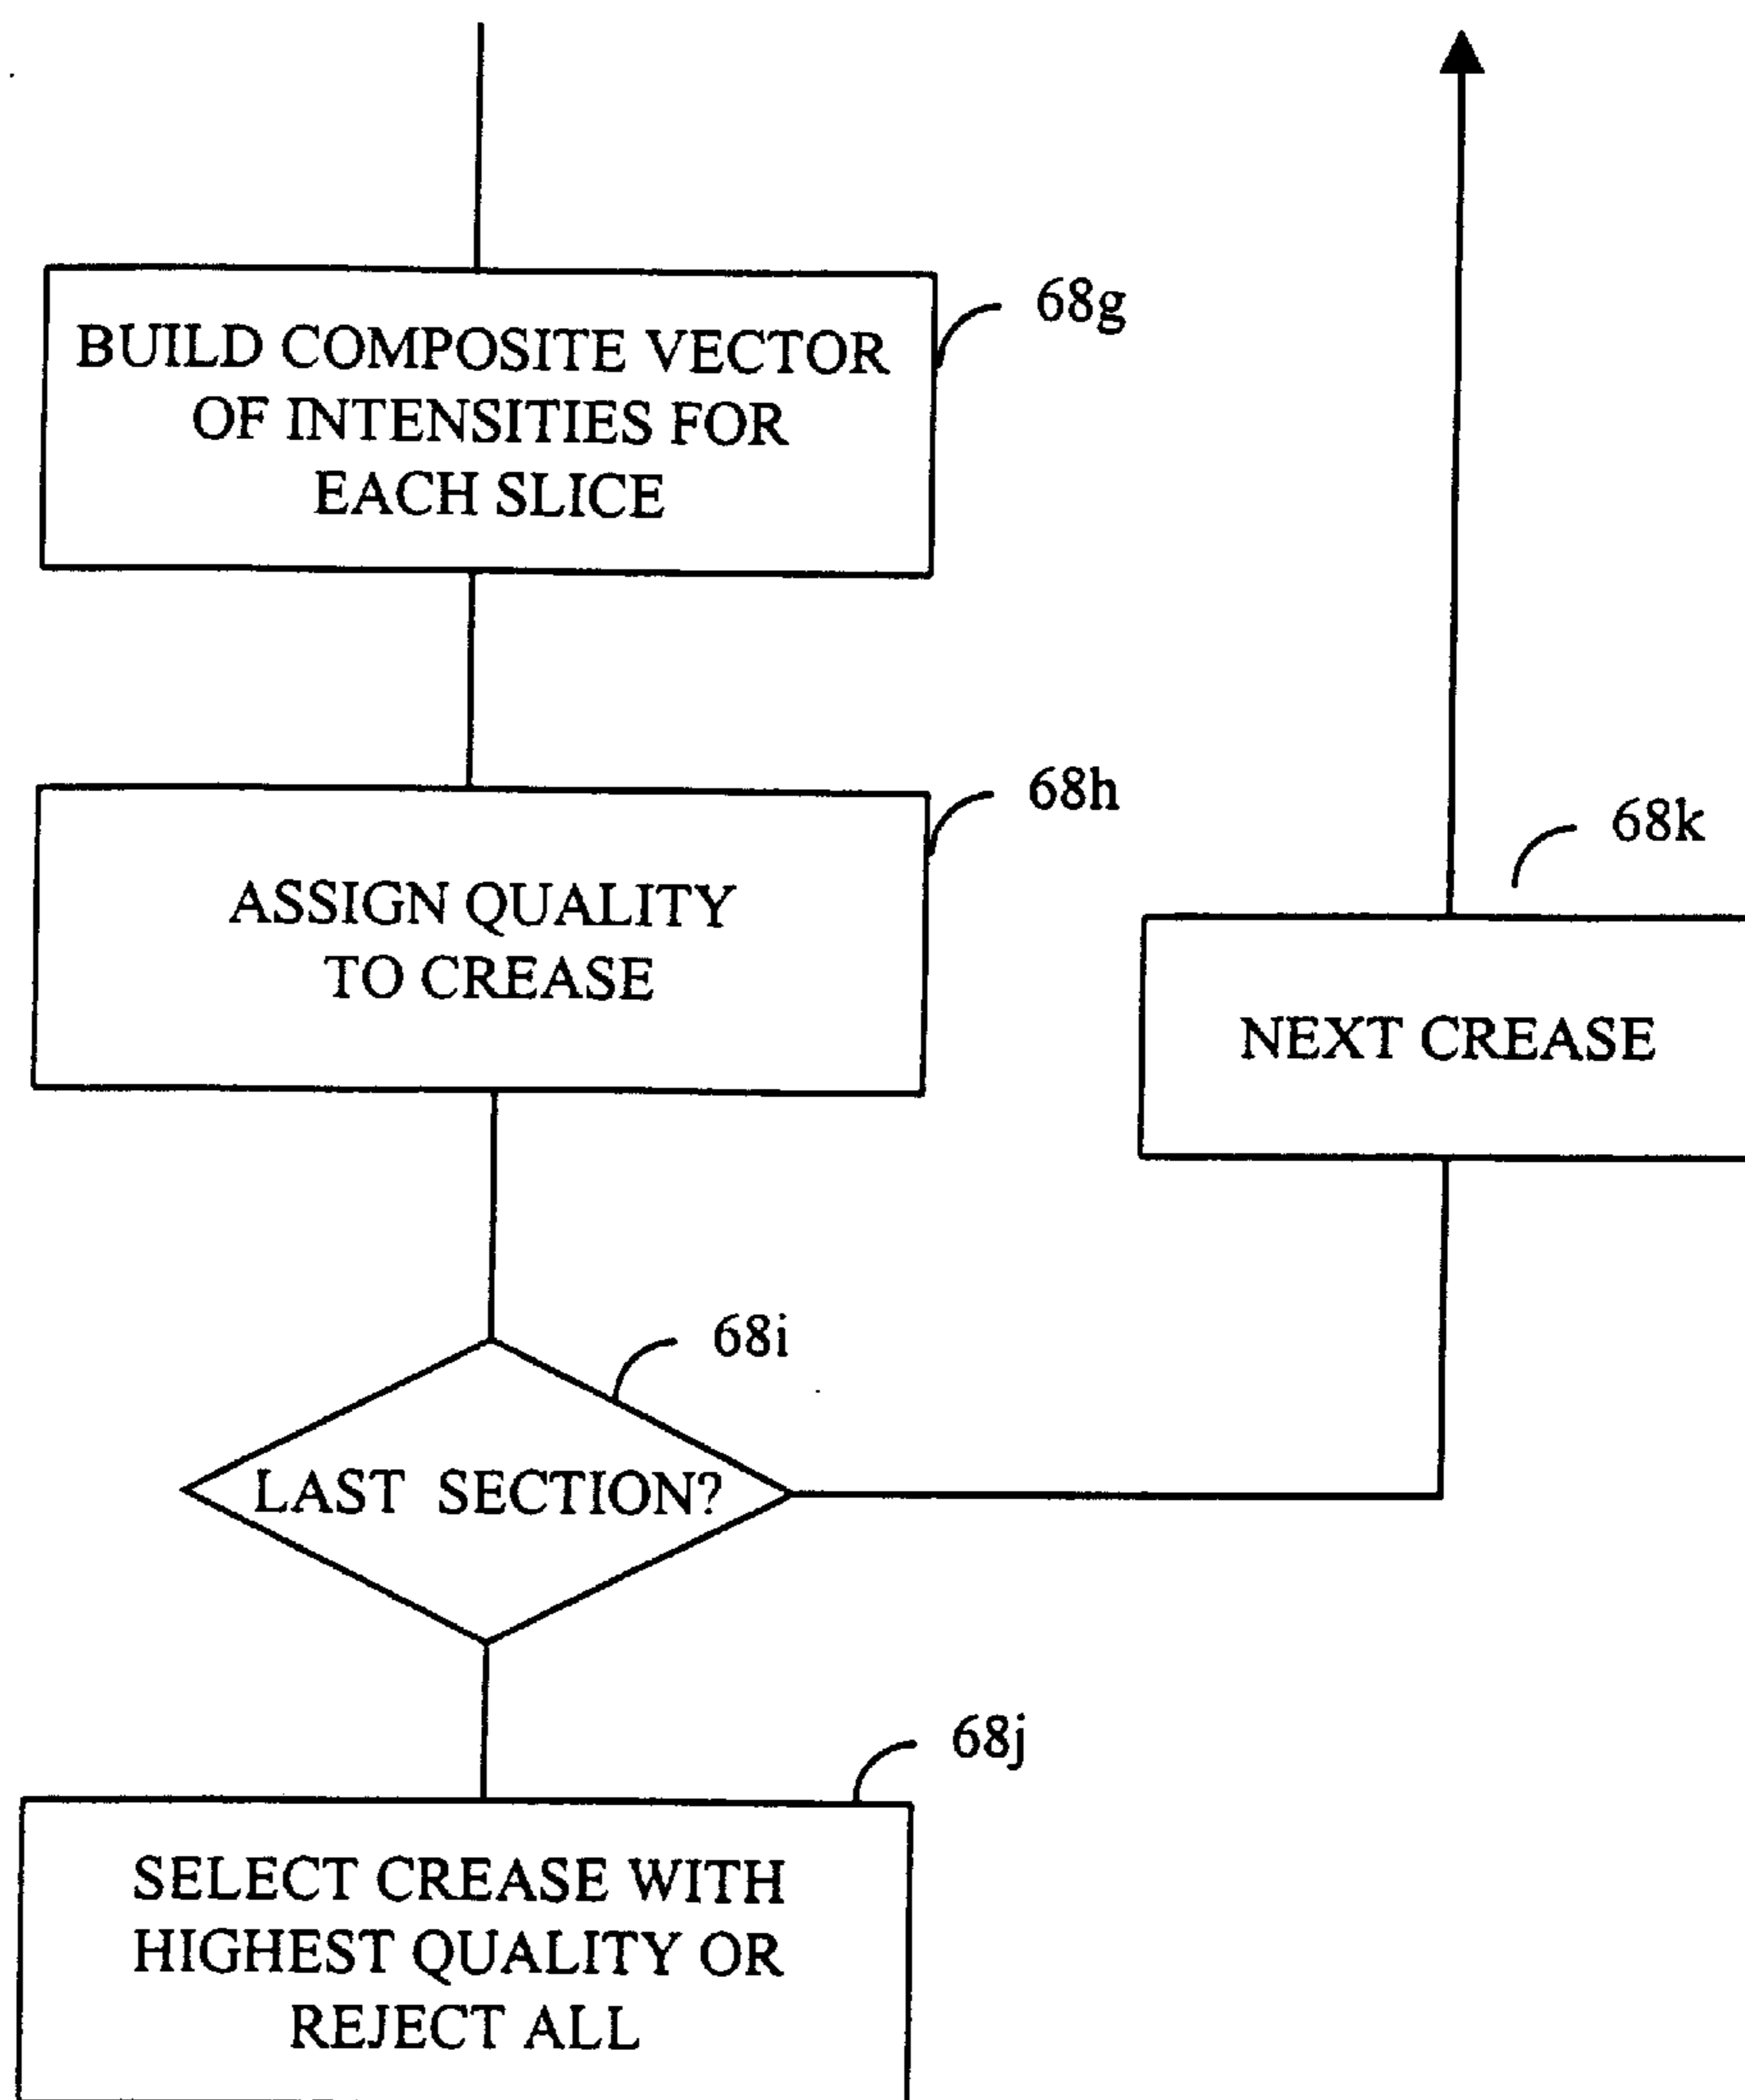 68g
BUILD COMPOSITE VECTOR
OF INTENSITIES FOR
EACH SLICE
68h
ASSIGN QUALITY
TO CREASE
68k
NEXT CREASE
68i
LAST SECTION?
68j
SELECT CREASE WITH
HIGHEST QUALITY OR
REJECT ALL